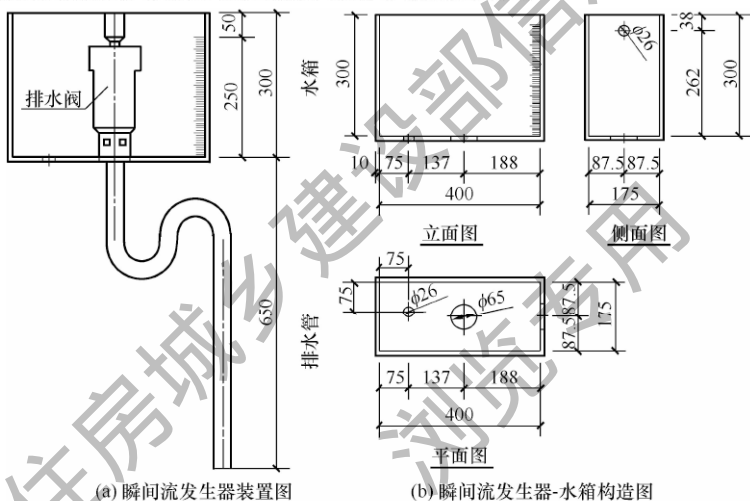 50
300
250
排水阀
水箱
650
排水管
(a) 瞬间流发生器装置图
300
10 75 137 188
400
立面图
φ26
38
262
300
87.5 87.5
175
侧面图
75
75
φ26
φ65
87.5 87.5
175
75 137 188
400
平面图
(b) 瞬间流发生器-水箱构造图
住房城乡建设部信息
浏览专用